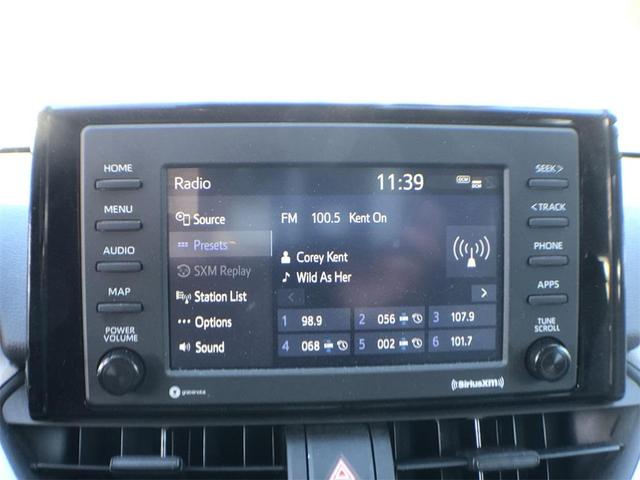 HOME
MENU
AUDIO
MAP
POWER
VOLUME
Radio
11:39
DCM
Source
Presets
SXM Replay
Station List
Options
Sound
FM 100.5 Kent On
Corey Kent
Wild As Her
1 98.9
2 056
3 107.9
4 068
5 002
6 101.7
SEEK >
< TRACK
PHONE
APPS
TUNE
SCROLL
gracenote
((SiriusXM))